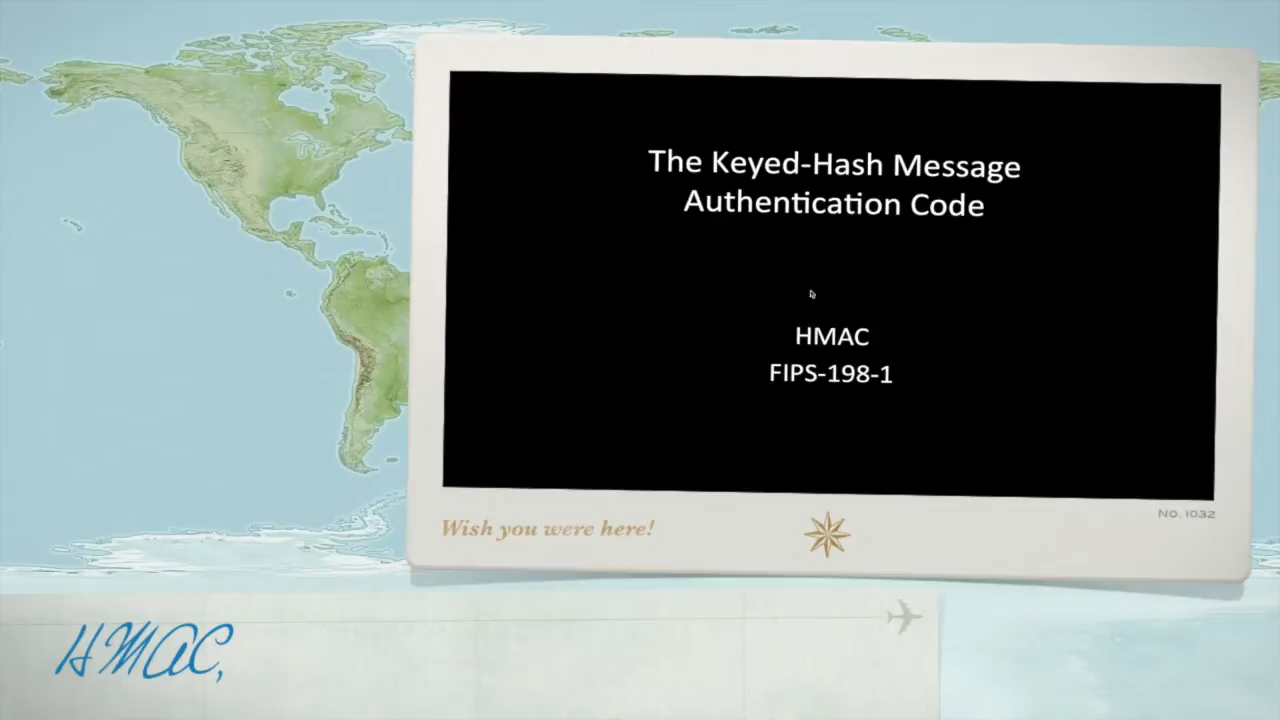 The Keyed-Hash Message
Authentication Code
HMAC
FIPS-198-1
Wish you were here!
NO. 1032
HMAC,